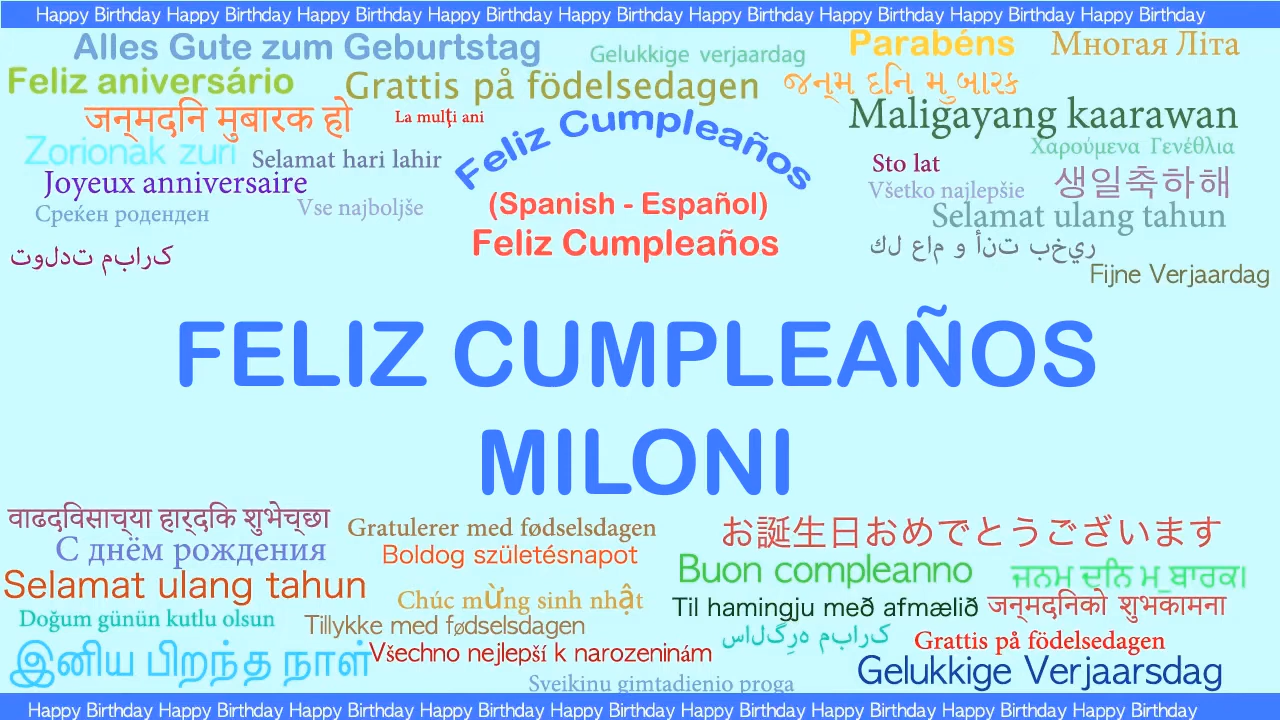 Happy Birthday Happy Birthday Happy Birthday Happy Birthday Happy Birthday Happy Birthday Happy Birthday Happy Birthday Happy Birthday
Alles Gute zum Geburtstag
Gelukkige verjaardag
Parabéns
Многая Літа
Feliz aniversário
Grattis på födelsedagen
જન્મ દિન મુબારક
जन्मदिन मुबारक हो
La mulţi ani
Feliz Cumpleaños
Maligayang kaarawan
Zorionak zuri
Selamat hari lahir
Sto lat
Χαρούμενα Γενέθλια
Joyeux anniversaire
Všetko najlepšie
생일축하해
Срeќен роденден
Vse najboljše
(Spanish - Español)
Selamat ulang tahun
Feliz Cumpleaños
تولدت مبارک
كل عام و أنت بخير
Fijne Verjaardag
FELIZ CUMPLEAÑOS
MILONI
वाढदिवसाच्या हार्दिक शुभेच्छा
Gratulerer med fødselsdagen
お誕生日おめでとうございます
С днём рождения
Boldog születésnapot
Buon compleanno
ਜਨਮ ਦਿਨ ਮੁਬਾਰਕ।
Selamat ulang tahun
Chúc mừng sinh nhật
Til hamingju með afmælið
जन्मदिनको शुभकामना
Doğum günün kutlu olsun
Tillykke med fødselsdagen
سالگرہ مبارک
Grattis på födelsedagen
இனிய பிறந்த நாள்
Všechno nejlepší k narozeninám
Gelukkige Verjaarsdag
Sveikinu gimtadienio proga
Happy Birthday Happy Birthday Happy Birthday Happy Birthday Happy Birthday Happy Birthday Happy Birthday Happy Birthday Happy Birthday